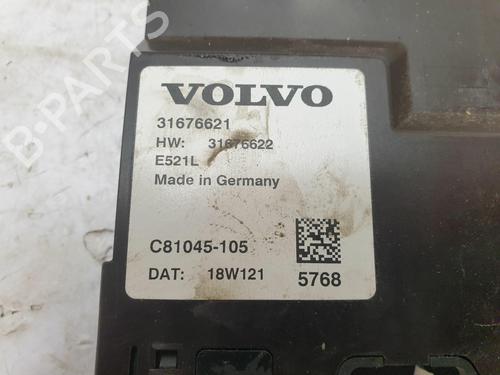 VOLVO
31676621
HW: 31676622
E521L
Made in Germany
C81045-105
DAT: 18W121
5768
B-PARTS